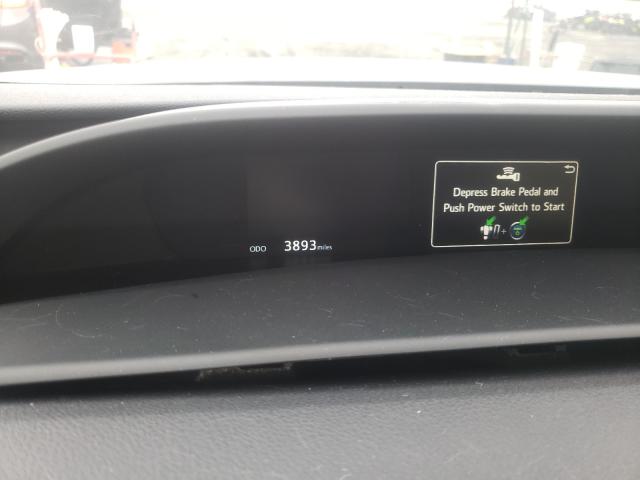 Depress Brake Pedal and
Push Power Switch to Start
+
ODO 3893 miles